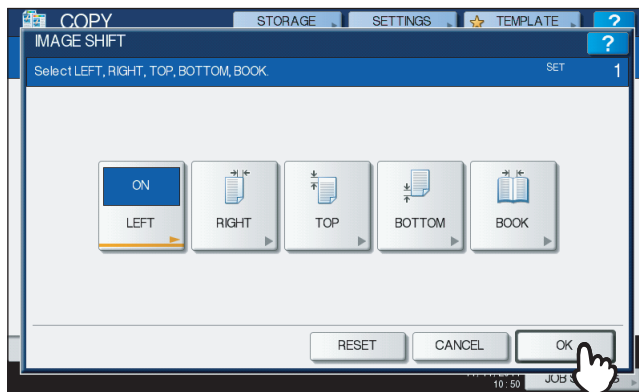 COPY STORAGE SETTINGS TEMPLATE ?
IMAGE SHIFT ?
Select LEFT, RIGHT, TOP, BOTTOM, BOOK. SET 1
ON
LEFT RIGHT TOP BOTTOM BOOK
RESET CANCEL OK
10:50 JOB